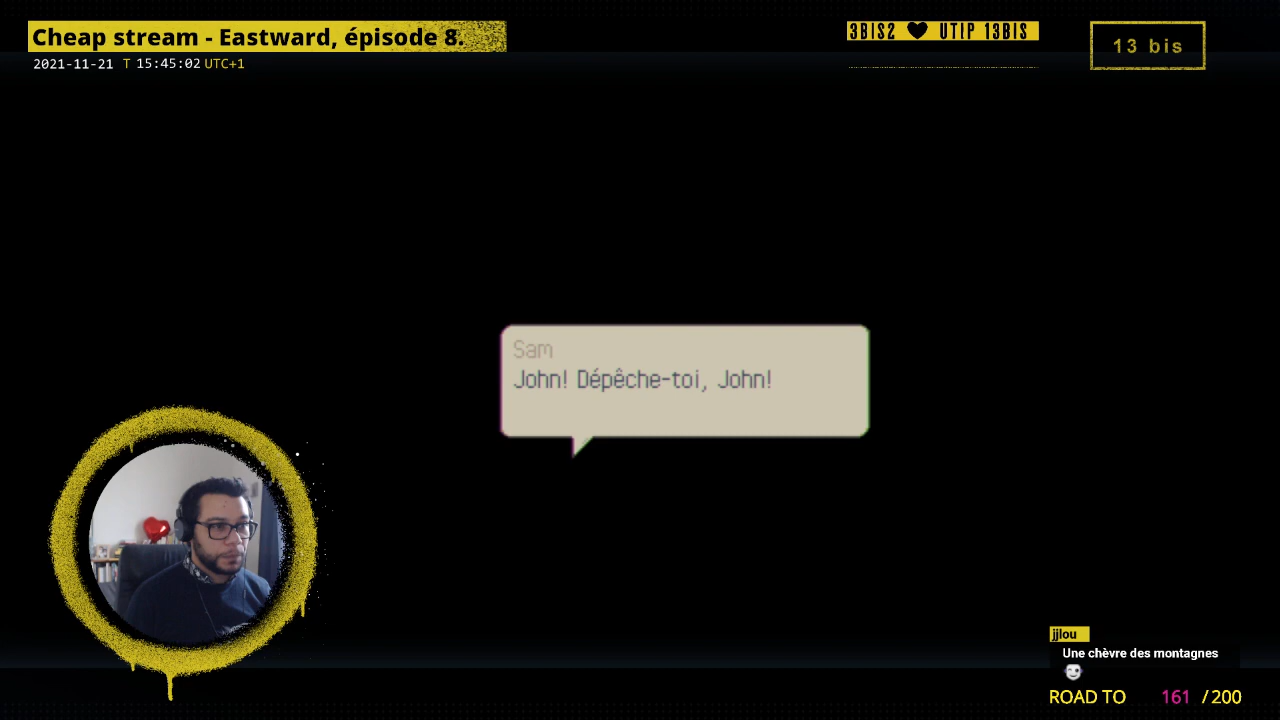 Cheap stream - Eastward, épisode 8.
2021-11-21 T 15:45:02 UTC+1
3BIS2 ♥ UTIP 13BIS
13 bis
Sam
John! Dépêche-toi, John!
jjlou
Une chèvre des montagnes
ROAD TO 161 /200